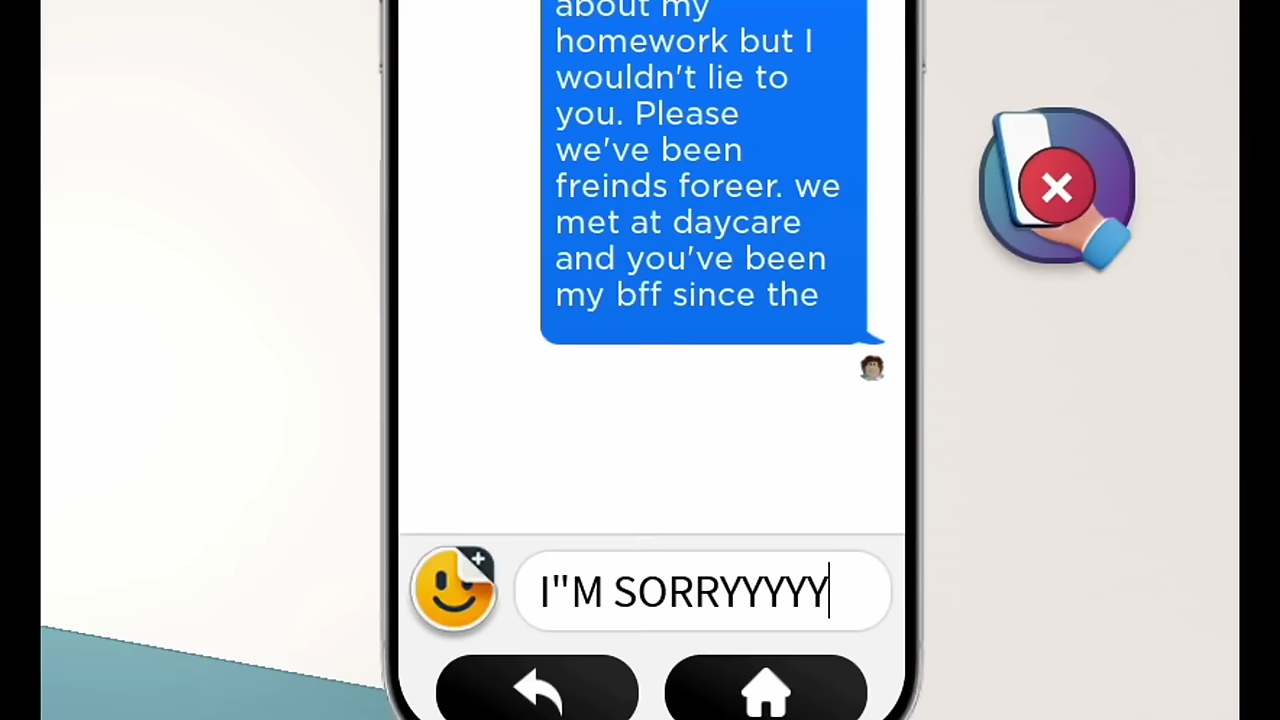 about my
homework but I
wouldn't lie to
you. Please
we've been
freinds foreer. we
met at daycare
and you've been
my bff since the
I"M SORRYYYYY